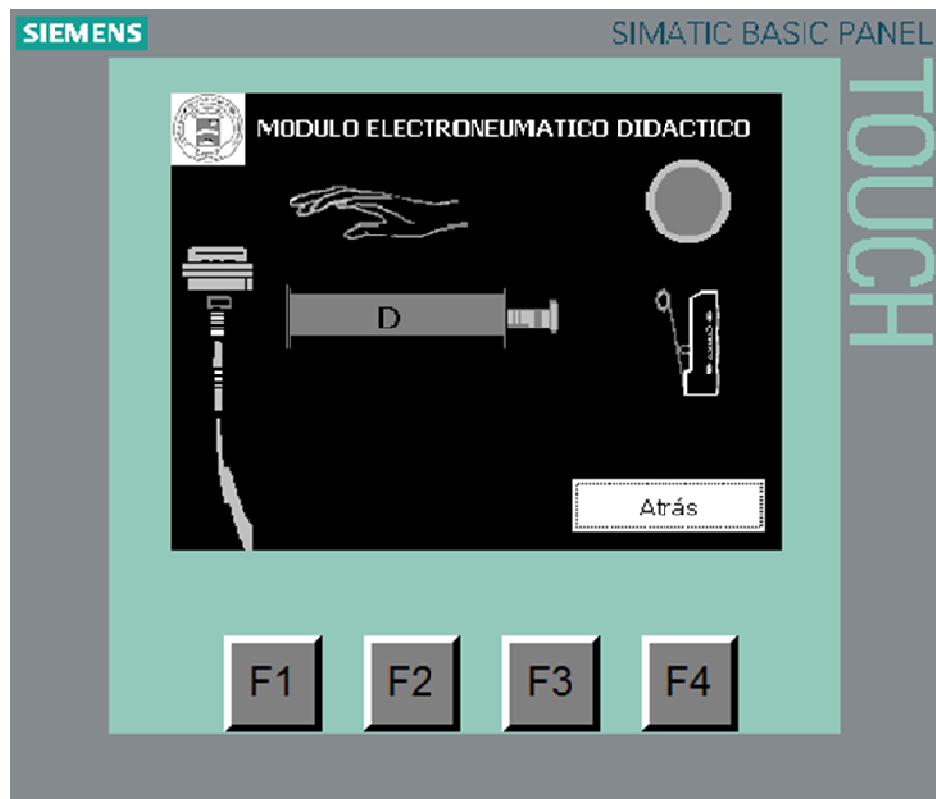 SIEMENS
SIMATIC BASIC PANEL
TOUCH
MODULO ELECTRONEUMATICO DIDACTICO
D
Atrás
F1 F2 F3 F4